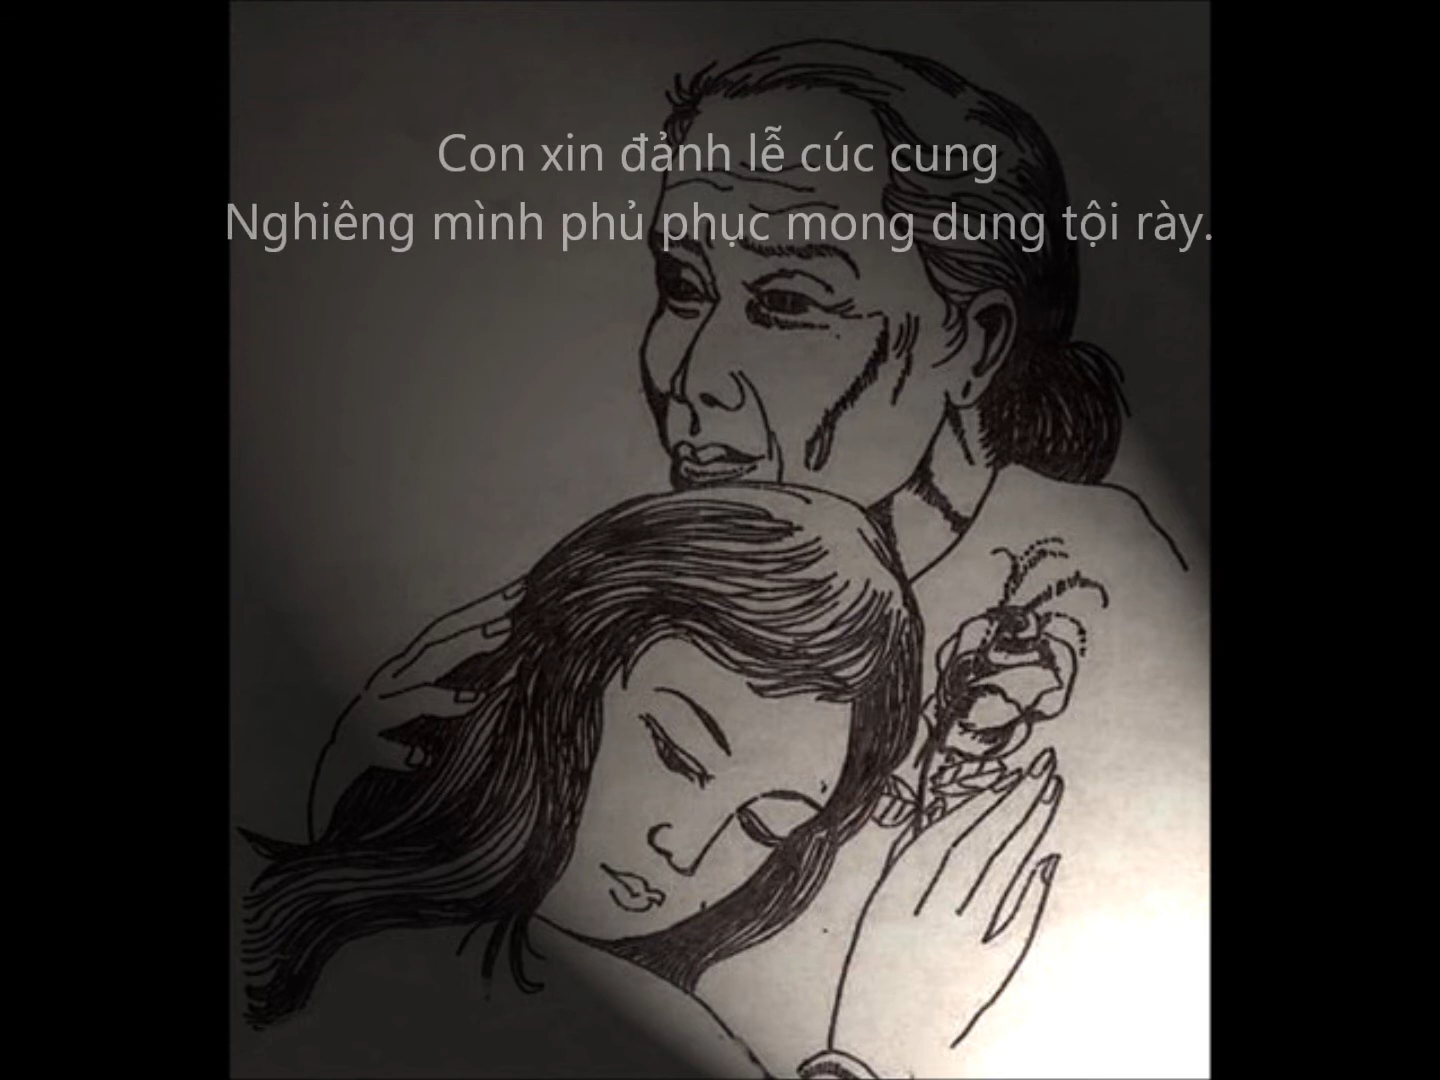 Con xin đảnh lễ cúc cung
Nghiêng mình phủ phục mong dung tội rày.